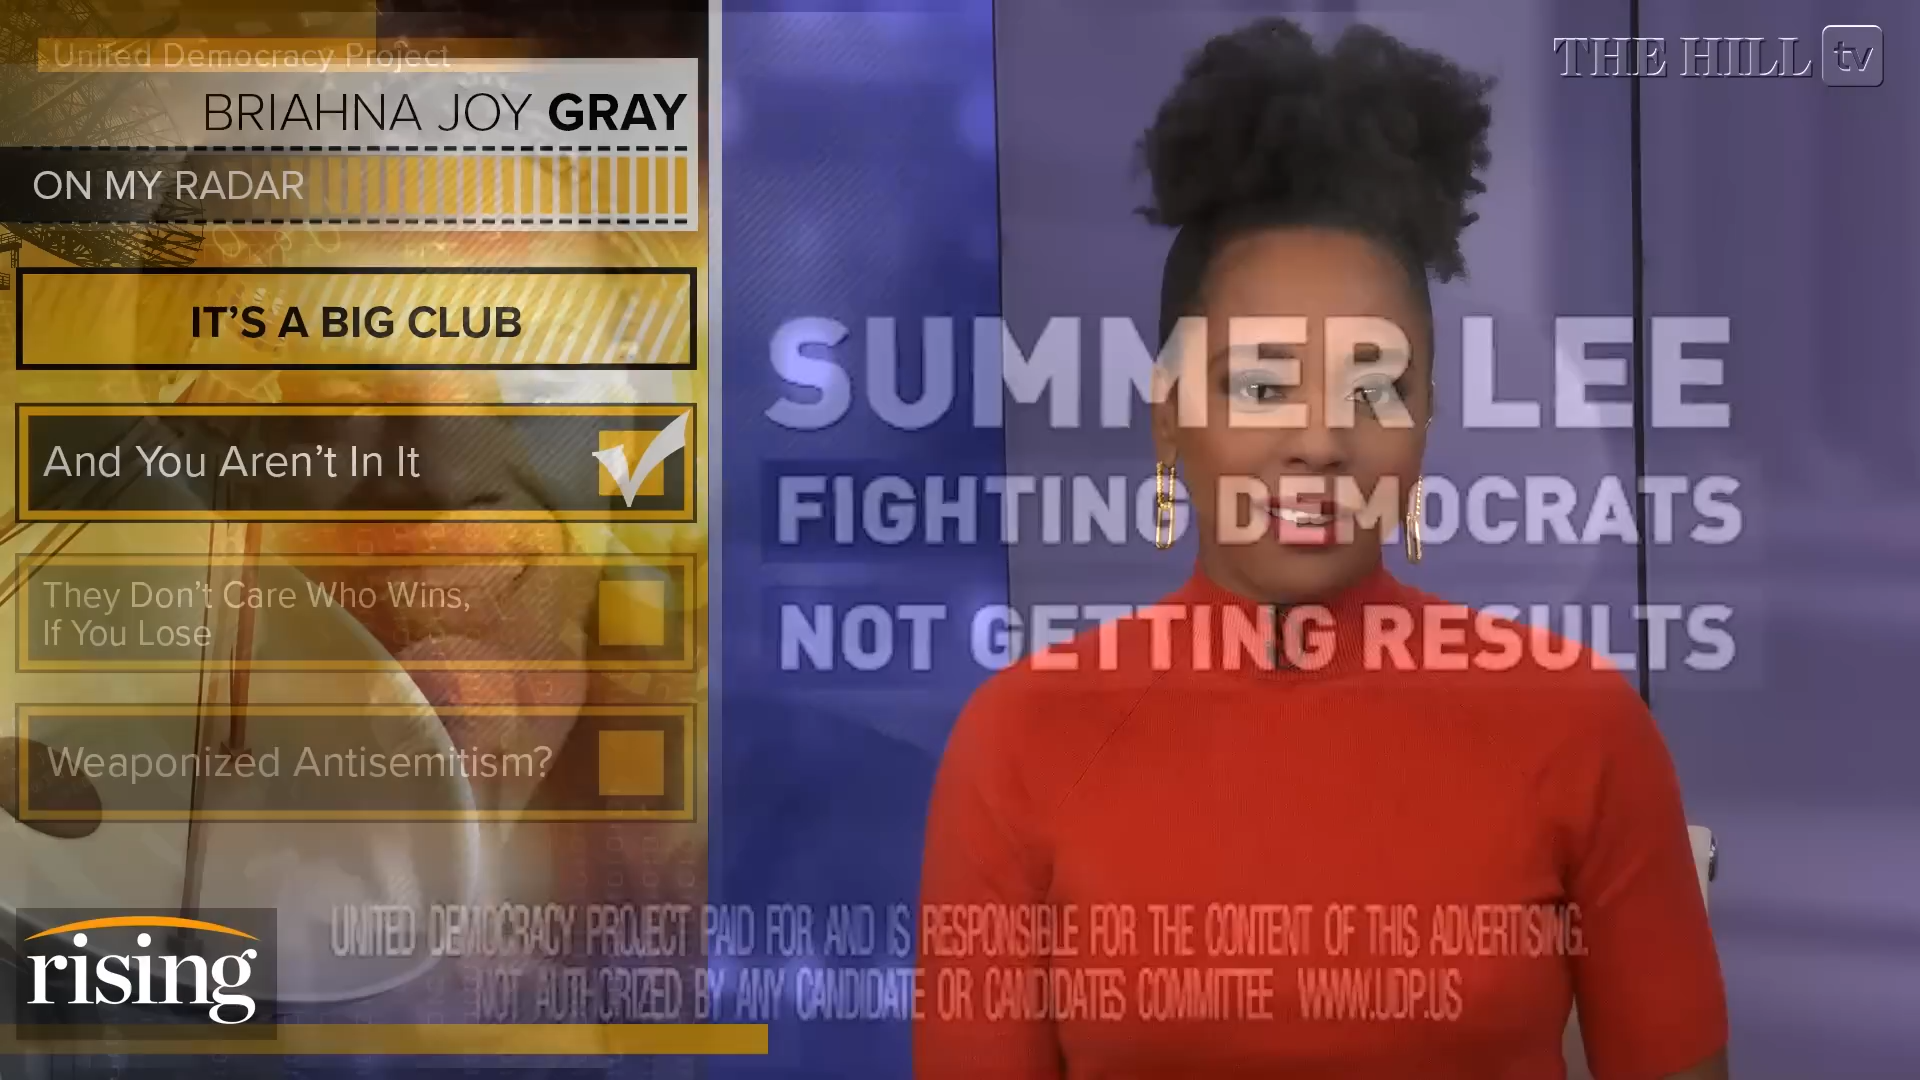 United Democracy Project
BRIAHNA JOY GRAY
ON MY RADAR
IT'S A BIG CLUB
And You Aren't In It
They Don't Care Who Wins,
If You Lose
Weaponized Antisemitism?
rising
THE HILL tv
SUMMER LEE
FIGHTING DEMOCRATS
NOT GETTING RESULTS
UNITED DEMOCRACY PROJECT PAID FOR AND IS RESPONSIBLE FOR THE CONTENT OF THIS ADVERTISING.
NOT AUTHORIZED BY ANY CANDIDATE OR CANDIDATES COMMITTEE WWW.UDP.US